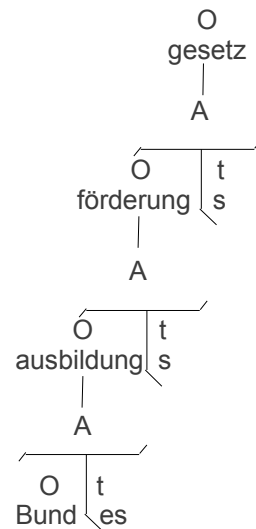 O
gesetz
A
O t
förderung s
A
O t
ausbildung s
A
O t
Bund es